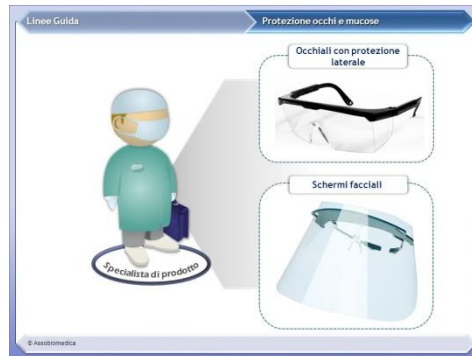 Linee Guida
Protezione occhi e mucose
Occhiali con protezione
laterale
Schermi facciali
Specialista di prodotto
© Assobiomedica